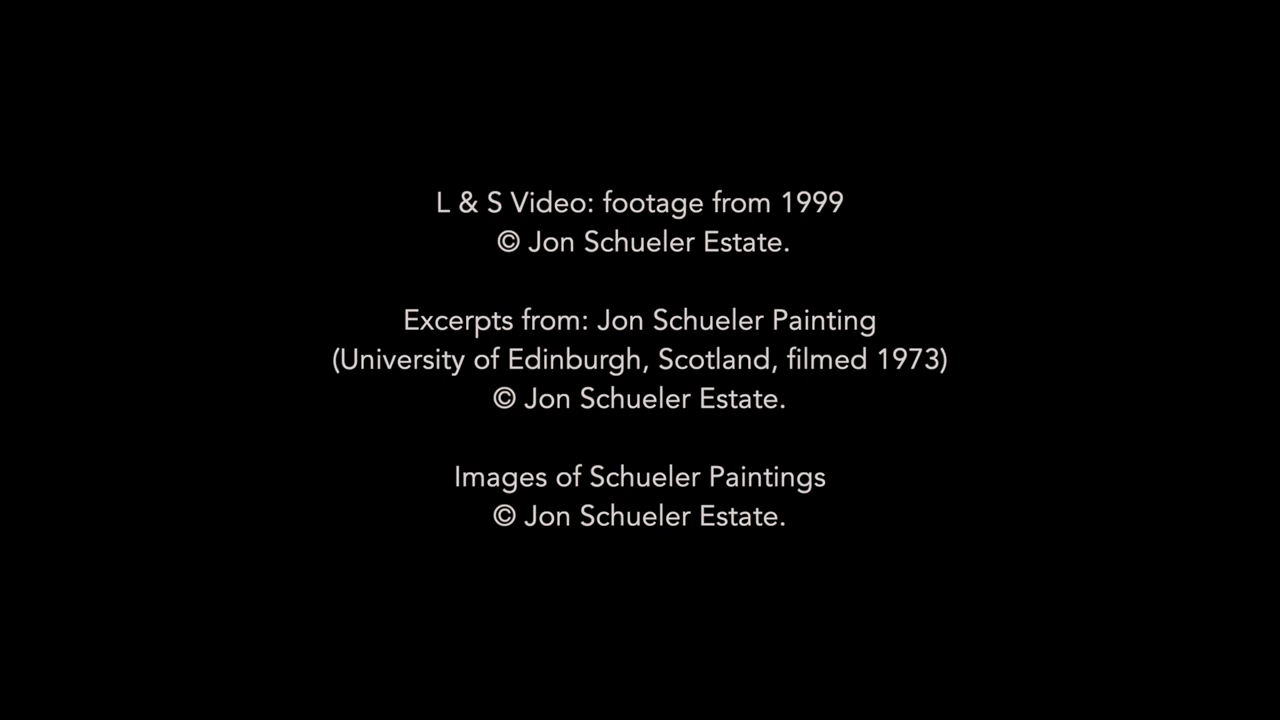 L & S Video: footage from 1999
© Jon Schueler Estate.
Excerpts from: Jon Schueler Painting
(University of Edinburgh, Scotland, filmed 1973)
© Jon Schueler Estate.
Images of Schueler Paintings
© Jon Schueler Estate.